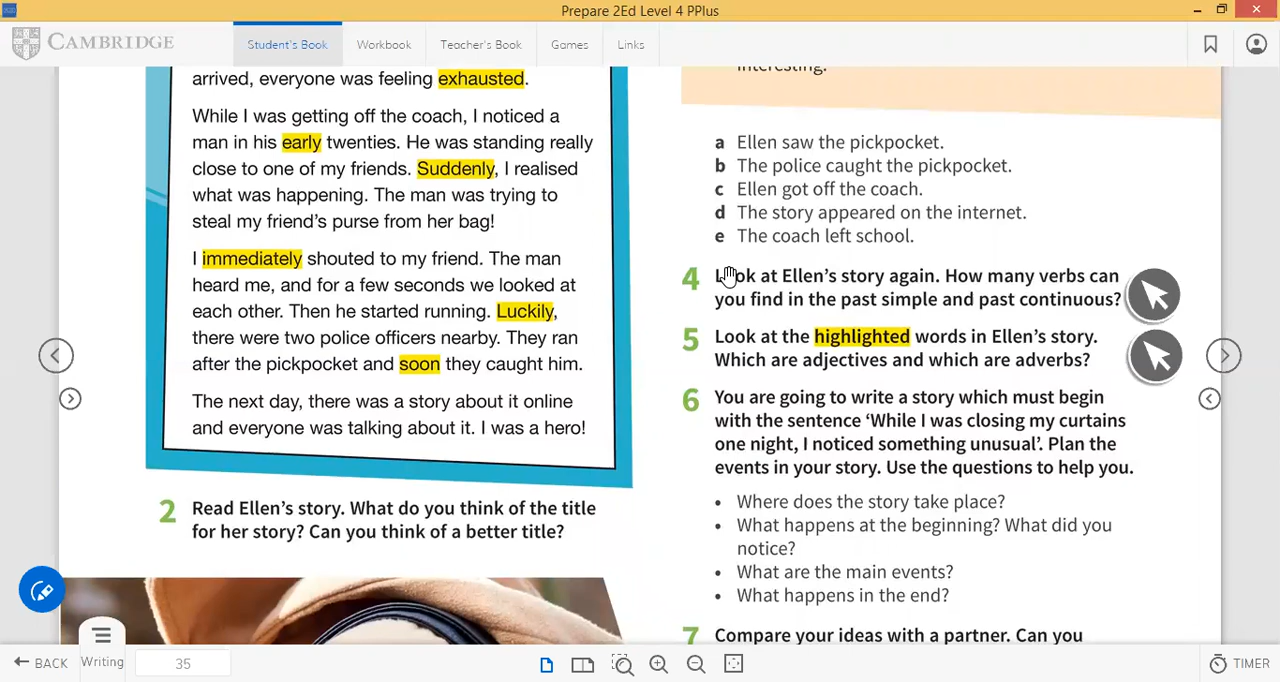 Prepare 2Ed Level 4 PPlus
CAMBRIDGE
Student's Book
Workbook
Teacher's Book
Games
Links
arrived, everyone was feeling exhausted.
While I was getting off the coach, I noticed a
man in his early twenties. He was standing really
close to one of my friends. Suddenly, I realised
what was happening. The man was trying to
steal my friend's purse from her bag!
I immediately shouted to my friend. The man
heard me, and for a few seconds we looked at
each other. Then he started running. Luckily,
there were two police officers nearby. They ran
after the pickpocket and soon they caught him.
The next day, there was a story about it online
and everyone was talking about it. I was a hero!
2 Read Ellen's story. What do you think of the title
for her story? Can you think of a better title?
interesting.
a Ellen saw the pickpocket.
b The police caught the pickpocket.
c Ellen got off the coach.
d The story appeared on the internet.
e The coach left school.
4 Look at Ellen's story again. How many verbs can
you find in the past simple and past continuous?
5 Look at the highlighted words in Ellen's story.
Which are adjectives and which are adverbs?
6 You are going to write a story which must begin
with the sentence 'While I was closing my curtains
one night, I noticed something unusual'. Plan the
events in your story. Use the questions to help you.
• Where does the story take place?
• What happens at the beginning? What did you
notice?
• What are the main events?
• What happens in the end?
7 Compare your ideas with a partner. Can you
BACK
Writing
35
TIMER